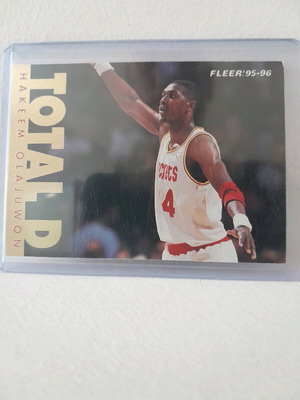 FLEER '95-96
TOTAL D
HAKEEM OLAJUWON
ROCKETS
4